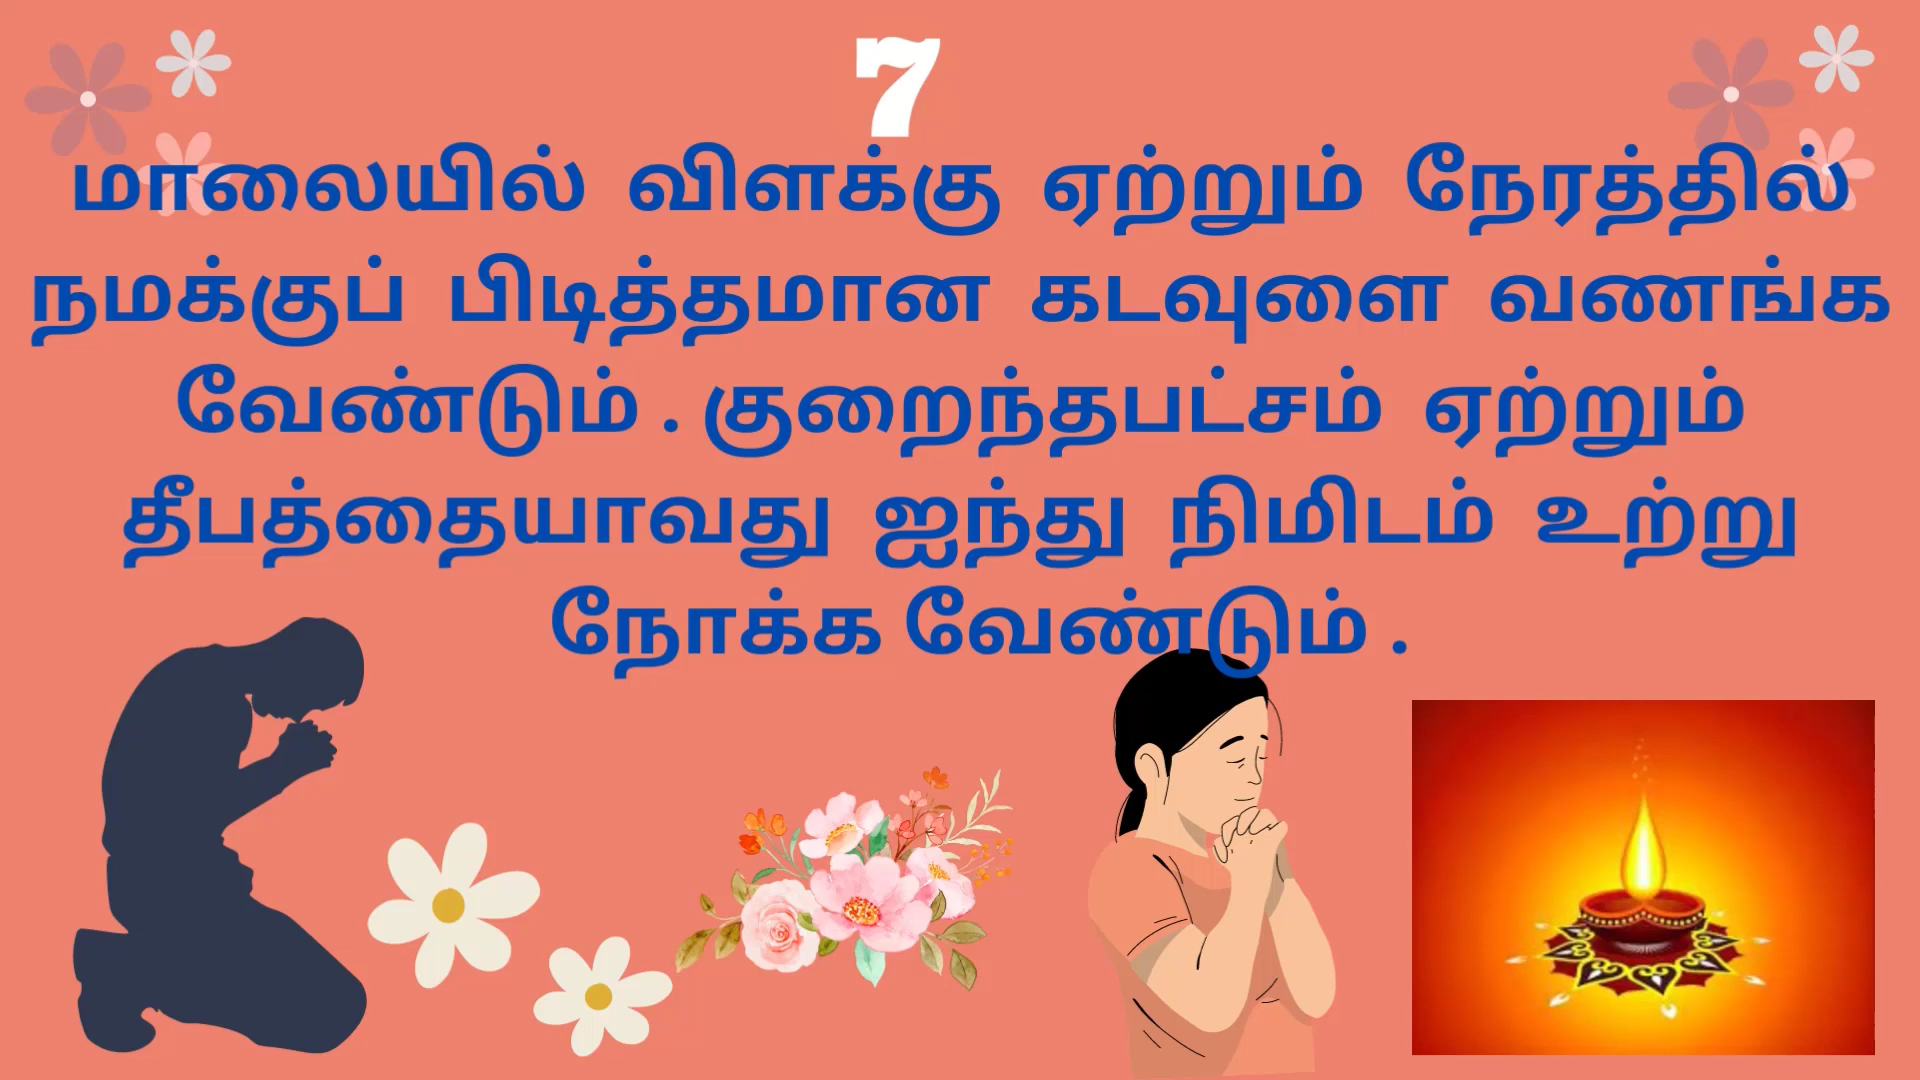 7
மாலையில் விளக்கு ஏற்றும் நேரத்தில்
நமக்குப் பிடித்தமான கடவுளை வணங்க
வேண்டும் . குறைந்தபட்சம் ஏற்றும்
தீபத்தையாவது ஐந்து நிமிடம் உற்று
நோக்க வேண்டும் .